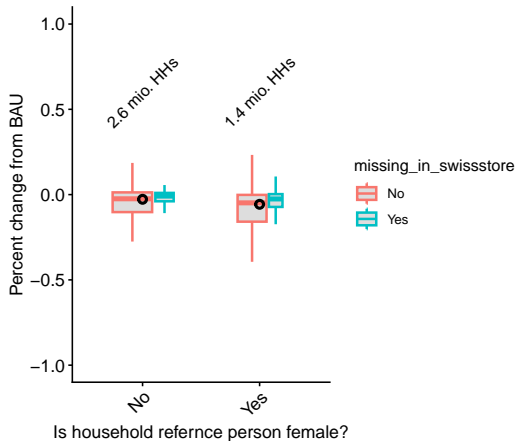 1.0
0.5
0.0
−0.5
−1.0
Percent change from BAU
2.6 mio. HHs
1.4 mio. HHs
No
Yes
Is household refernce person female?
missing_in_swissstore
No
Yes